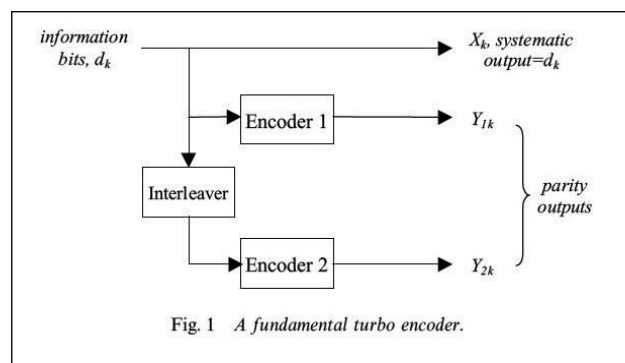 information
bits, dk
Xk, systematic
output=dk
Encoder 1
Y1k
Interleaver
parity
outputs
Encoder 2
Y2k
Fig. 1 A fundamental turbo encoder.